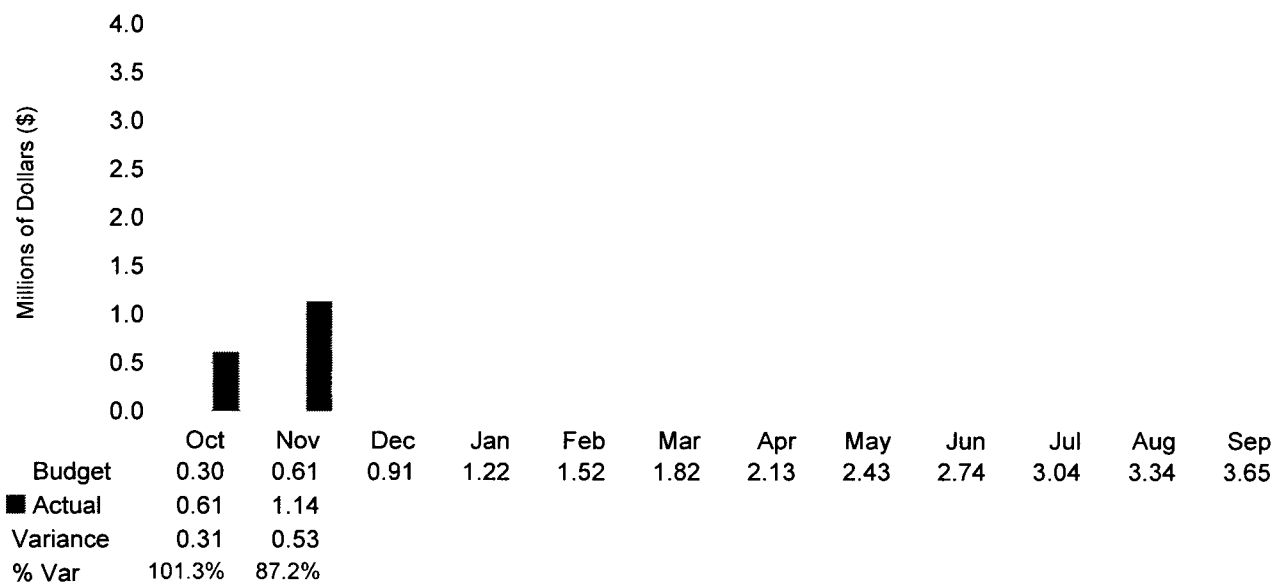 Millions of Dollars ($)
4.0
3.5
3.0
2.5
2.0
1.5
1.0
0.5
0.0
Oct Nov Dec Jan Feb Mar Apr May Jun Jul Aug Sep
Budget 0.30 0.61 0.91 1.22 1.52 1.82 2.13 2.43 2.74 3.04 3.34 3.65
Actual 0.61 1.14
Variance 0.31 0.53
% Var 101.3% 87.2%